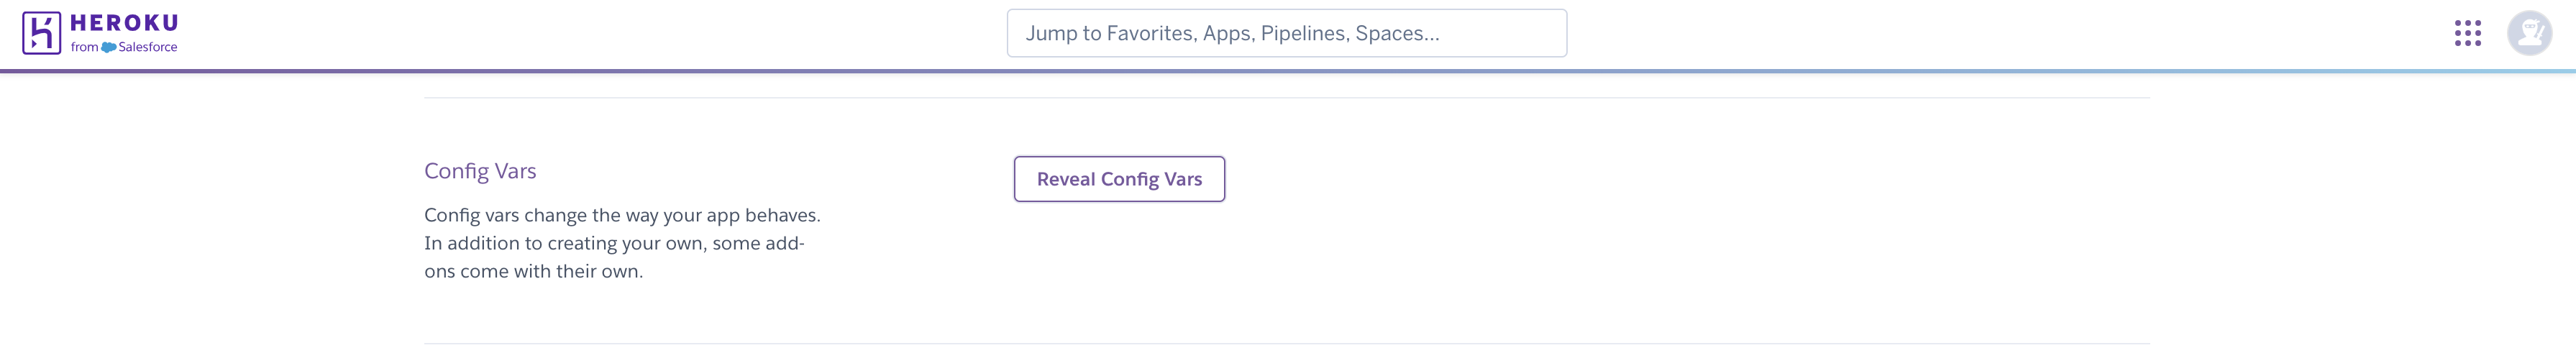 HEROKU
from Salesforce
Jump to Favorites, Apps, Pipelines, Spaces...
Config Vars
Reveal Config Vars
Config vars change the way your app behaves.
In addition to creating your own, some add-
ons come with their own.